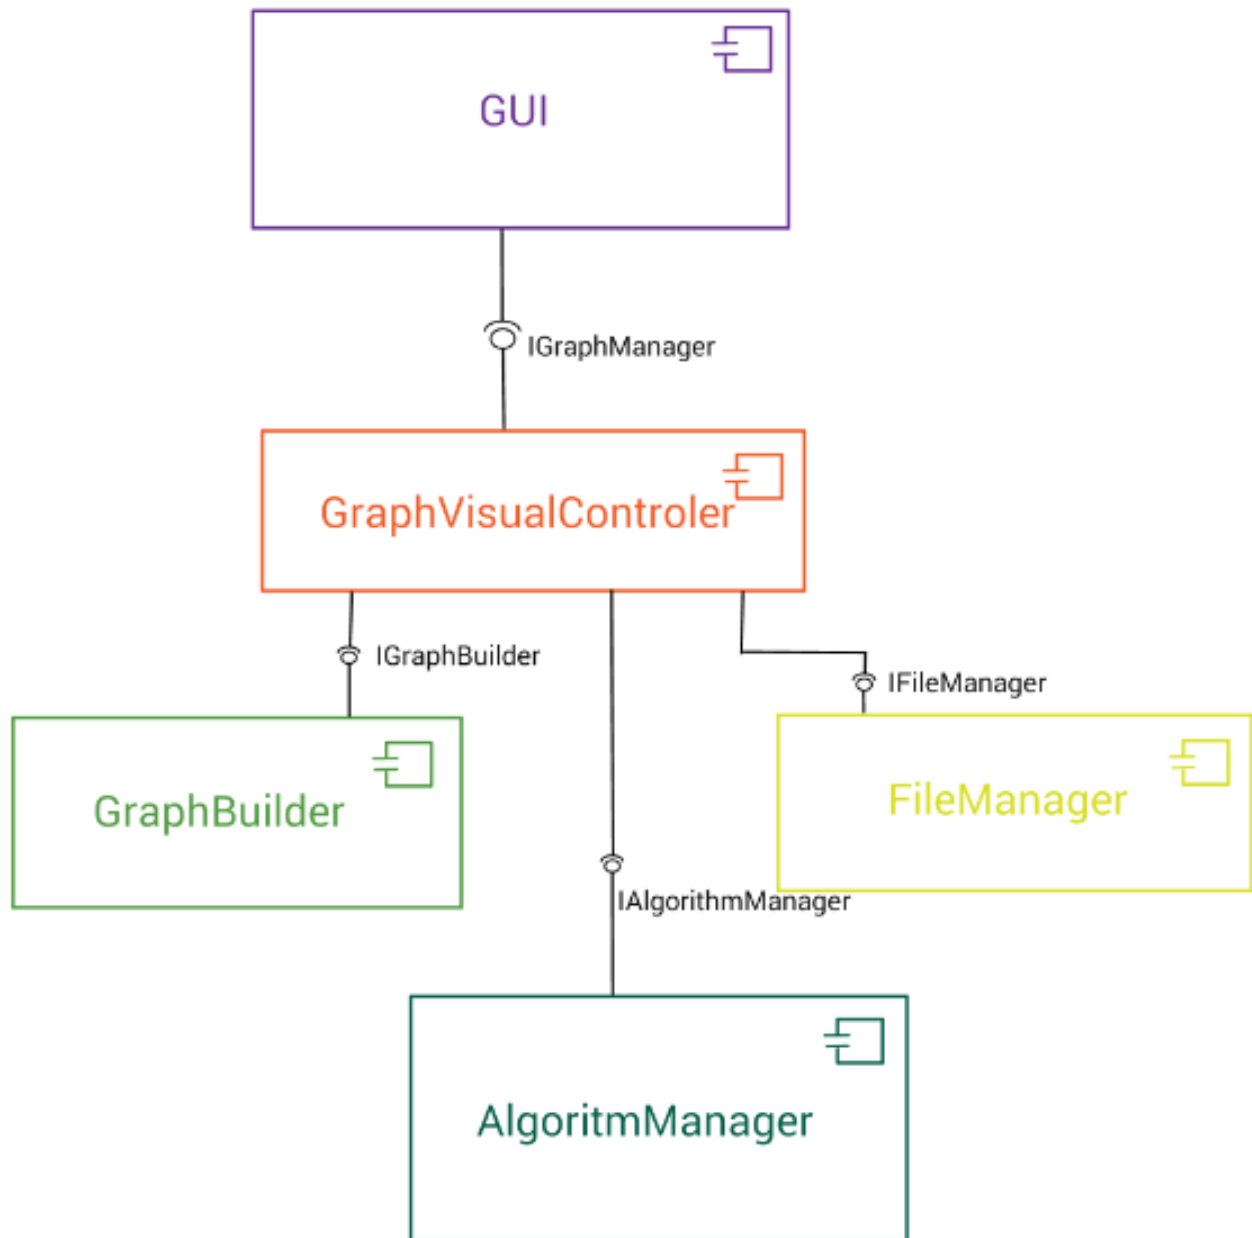 GUI
IGraphManager
GraphVisualControler
IGraphBuilder
IFileManager
GraphBuilder
FileManager
IAlgorithmManager
AlgoritmManager